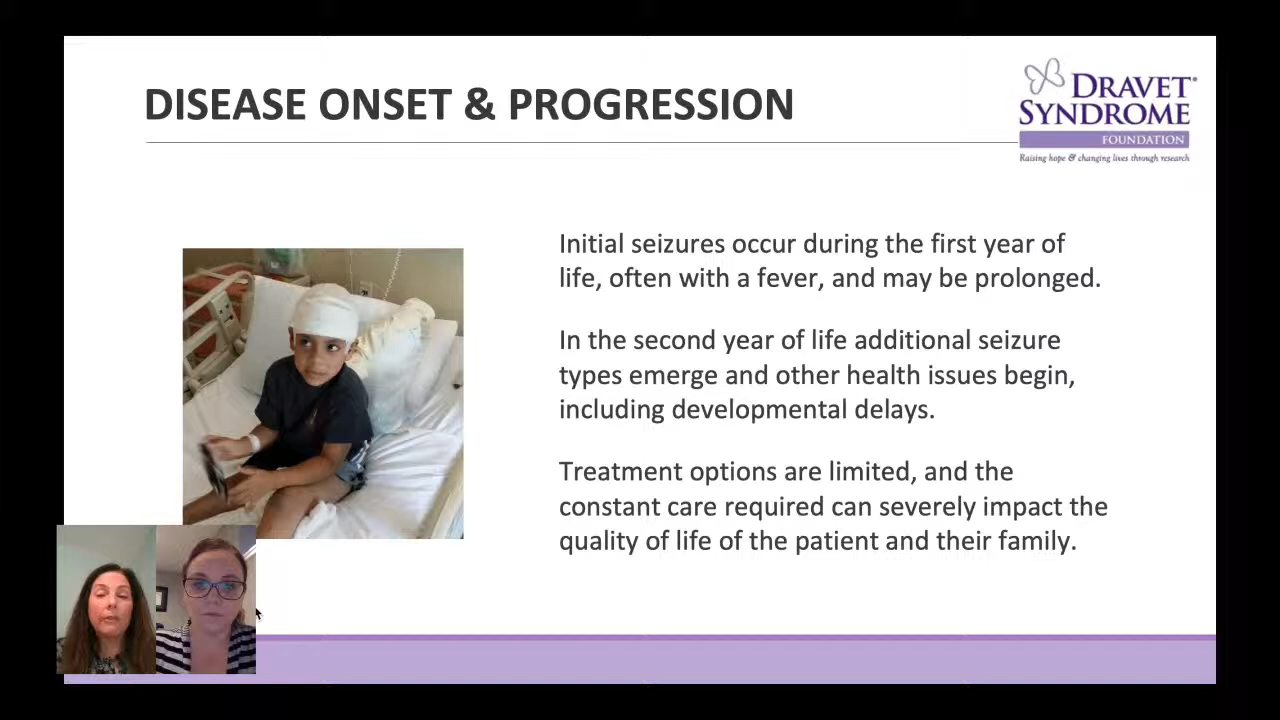 DISEASE ONSET & PROGRESSION
DRAVET®
SYNDROME
FOUNDATION
Raising hope & changing lives through research
Initial seizures occur during the first year of
life, often with a fever, and may be prolonged.
In the second year of life additional seizure
types emerge and other health issues begin,
including developmental delays.
Treatment options are limited, and the
constant care required can severely impact the
quality of life of the patient and their family.